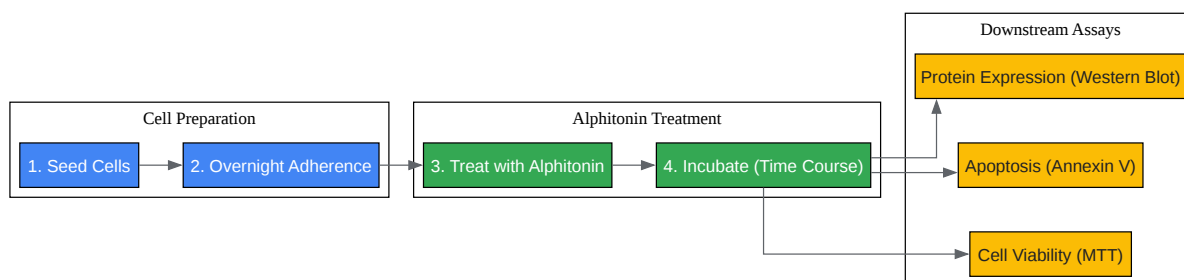 Cell Preparation
1. Seed Cells
2. Overnight Adherence
Alphitonin Treatment
3. Treat with Alphitonin
4. Incubate (Time Course)
Downstream Assays
Protein Expression (Western Blot)
Apoptosis (Annexin V)
Cell Viability (MTT)